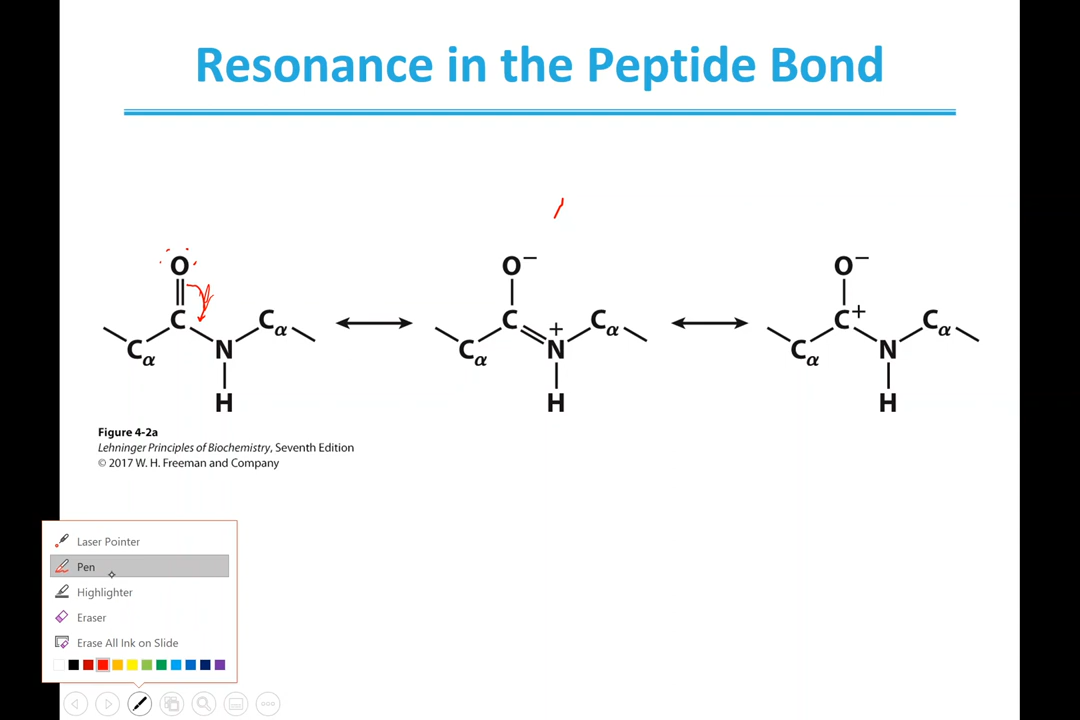 Resonance in the Peptide Bond
O O⁻ O⁻
C Cα C + Cα C⁺ Cα
Cα N Cα N Cα N
H H H
Figure 4-2a
Lehninger Principles of Biochemistry, Seventh Edition
© 2017 W. H. Freeman and Company
Laser Pointer
Pen
Highlighter
Eraser
Erase All Ink on Slide